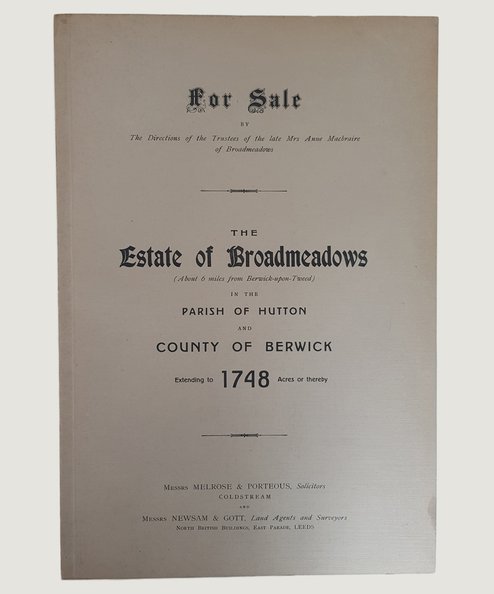 For Sale
BY
The Directions of the Trustees of the late Mrs Anne Macbraire
of Broadmeadows
THE
Estate of Broadmeadows
(About 6 miles from Berwick-upon-Tweed)
IN THE
PARISH OF HUTTON
AND
COUNTY OF BERWICK
Extending to 1748 Acres or thereby
Messrs MELROSE & PORTEOUS, Solicitors
COLDSTREAM
AND
Messrs NEWSAM & GOTT, Land Agents and Surveyors
North British Buildings, East Parade, LEEDS